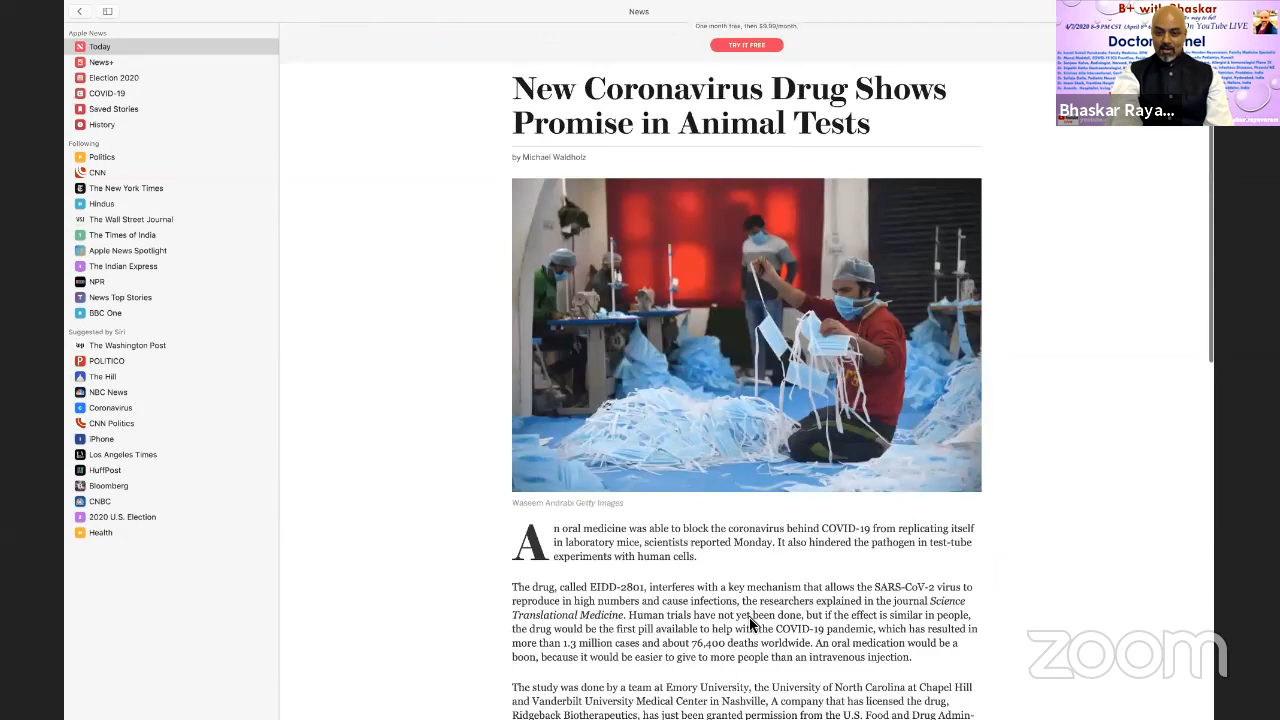 News
Apple News
Today
News+
Election 2020
COVID-19
Saved Stories
History
Following
Politics
CNN
The New York Times
Hindus
The Wall Street Journal
The Times of India
Apple News Spotlight
The Indian Express
NPR
News Top Stories
BBC One
Suggested by Siri
The Washington Post
POLITICO
The Hill
NBC News
Coronavirus
CNN Politics
iPhone
Los Angeles Times
HuffPost
Bloomberg
CNBC
2020 U.S. Election
Health
One month free, then $9.99/month.
TRY IT FREE
Coronavirus Drug Shows
Promise in Animal Tests
by Michael Waldholz
Waseem Andrabi Getty Images
An oral medicine was able to block the coronavirus behind COVID-19 from replicating itself
in laboratory mice, scientists reported Monday. It also hindered the pathogen in test-tube
experiments with human cells.
The drug, called EIDD-2801, interferes with a key mechanism that allows the SARS-CoV-2 virus to
reproduce in high numbers and cause infections, the researchers explained in the journal Science
Translational Medicine. Human trials have not yet been done, but if the effect is similar in people,
the drug would be the first pill available to help with the COVID-19 pandemic, which has resulted in
more than 1.3 million cases and about 76,400 deaths worldwide. An oral medication would be a
boon, because it would be easier to give to more people than an intravenous injection.
The study was done by a team at Emory University, the University of North Carolina at Chapel Hill
and Vanderbilt University Medical Center in Nashville, A company that has licensed the drug,
Ridgeback Biotherapeutics, has just been granted permission from the U.S. Food and Drug Admin-
B+ with Bhaskar
4/7/2020 8-9 PM CST
On YouTube LIVE
Bhaskar Raya...
zoom